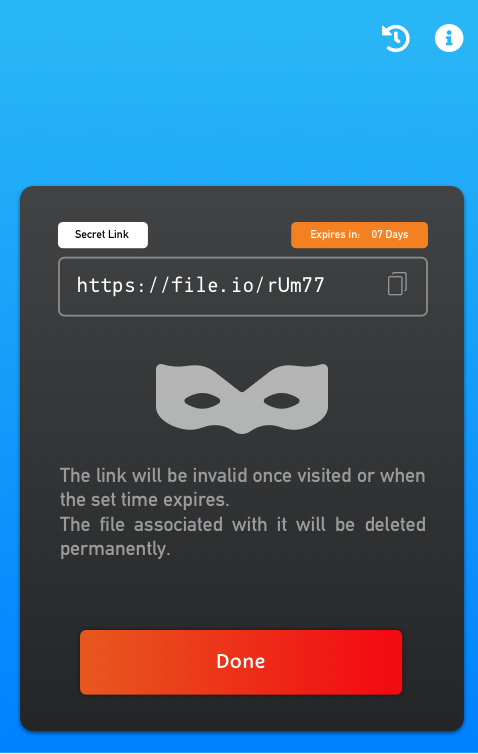 Secret Link
Expires in: 07 Days
https://file.io/rUm77
The link will be invalid once visited or when
the set time expires.
The file associated with it will be deleted
permanently.
Done